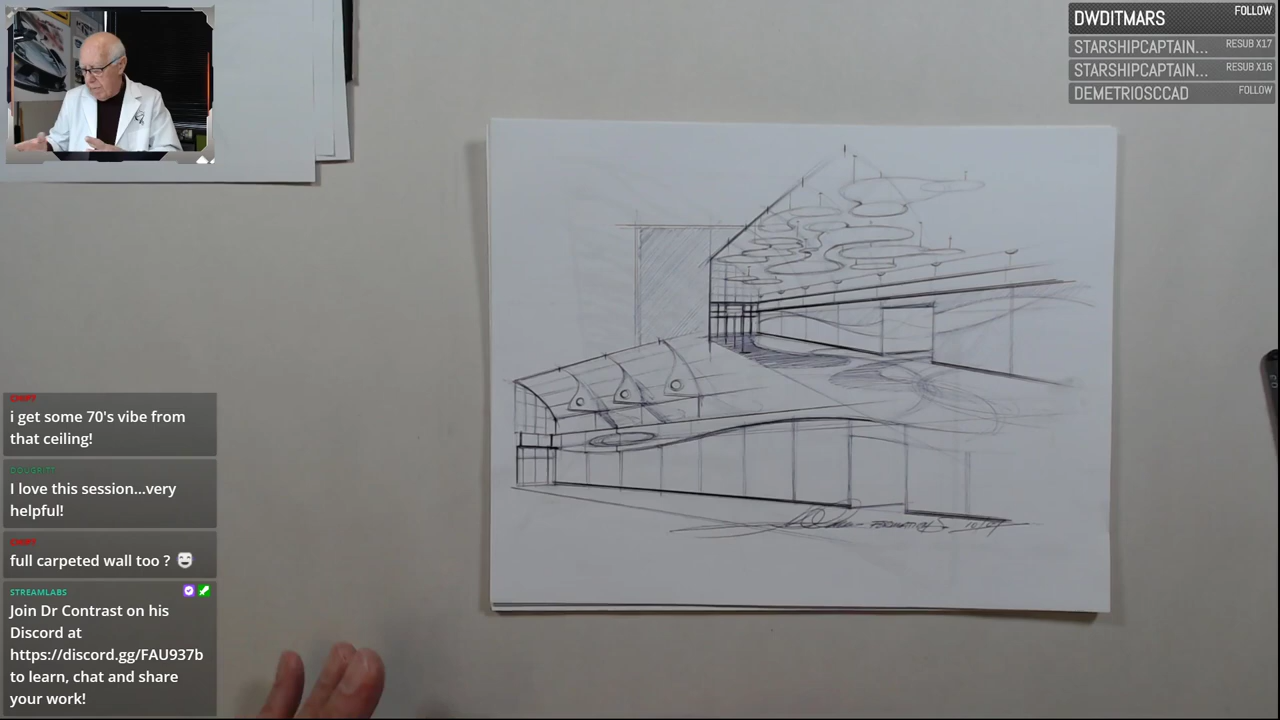 DWDITMARS FOLLOW
STARSHIPCAPTAIN... RESUB X17
STARSHIPCAPTAIN... RESUB X16
DEMETRIOSCCAD FOLLOW
i get some 70's vibe from
that ceiling!
DOUGRITT
I love this session...very
helpful!
full carpeted wall too ?
STREAMLABS
Join Dr Contrast on his
Discord at
https://discord.gg/FAU937b
to learn, chat and share
your work!